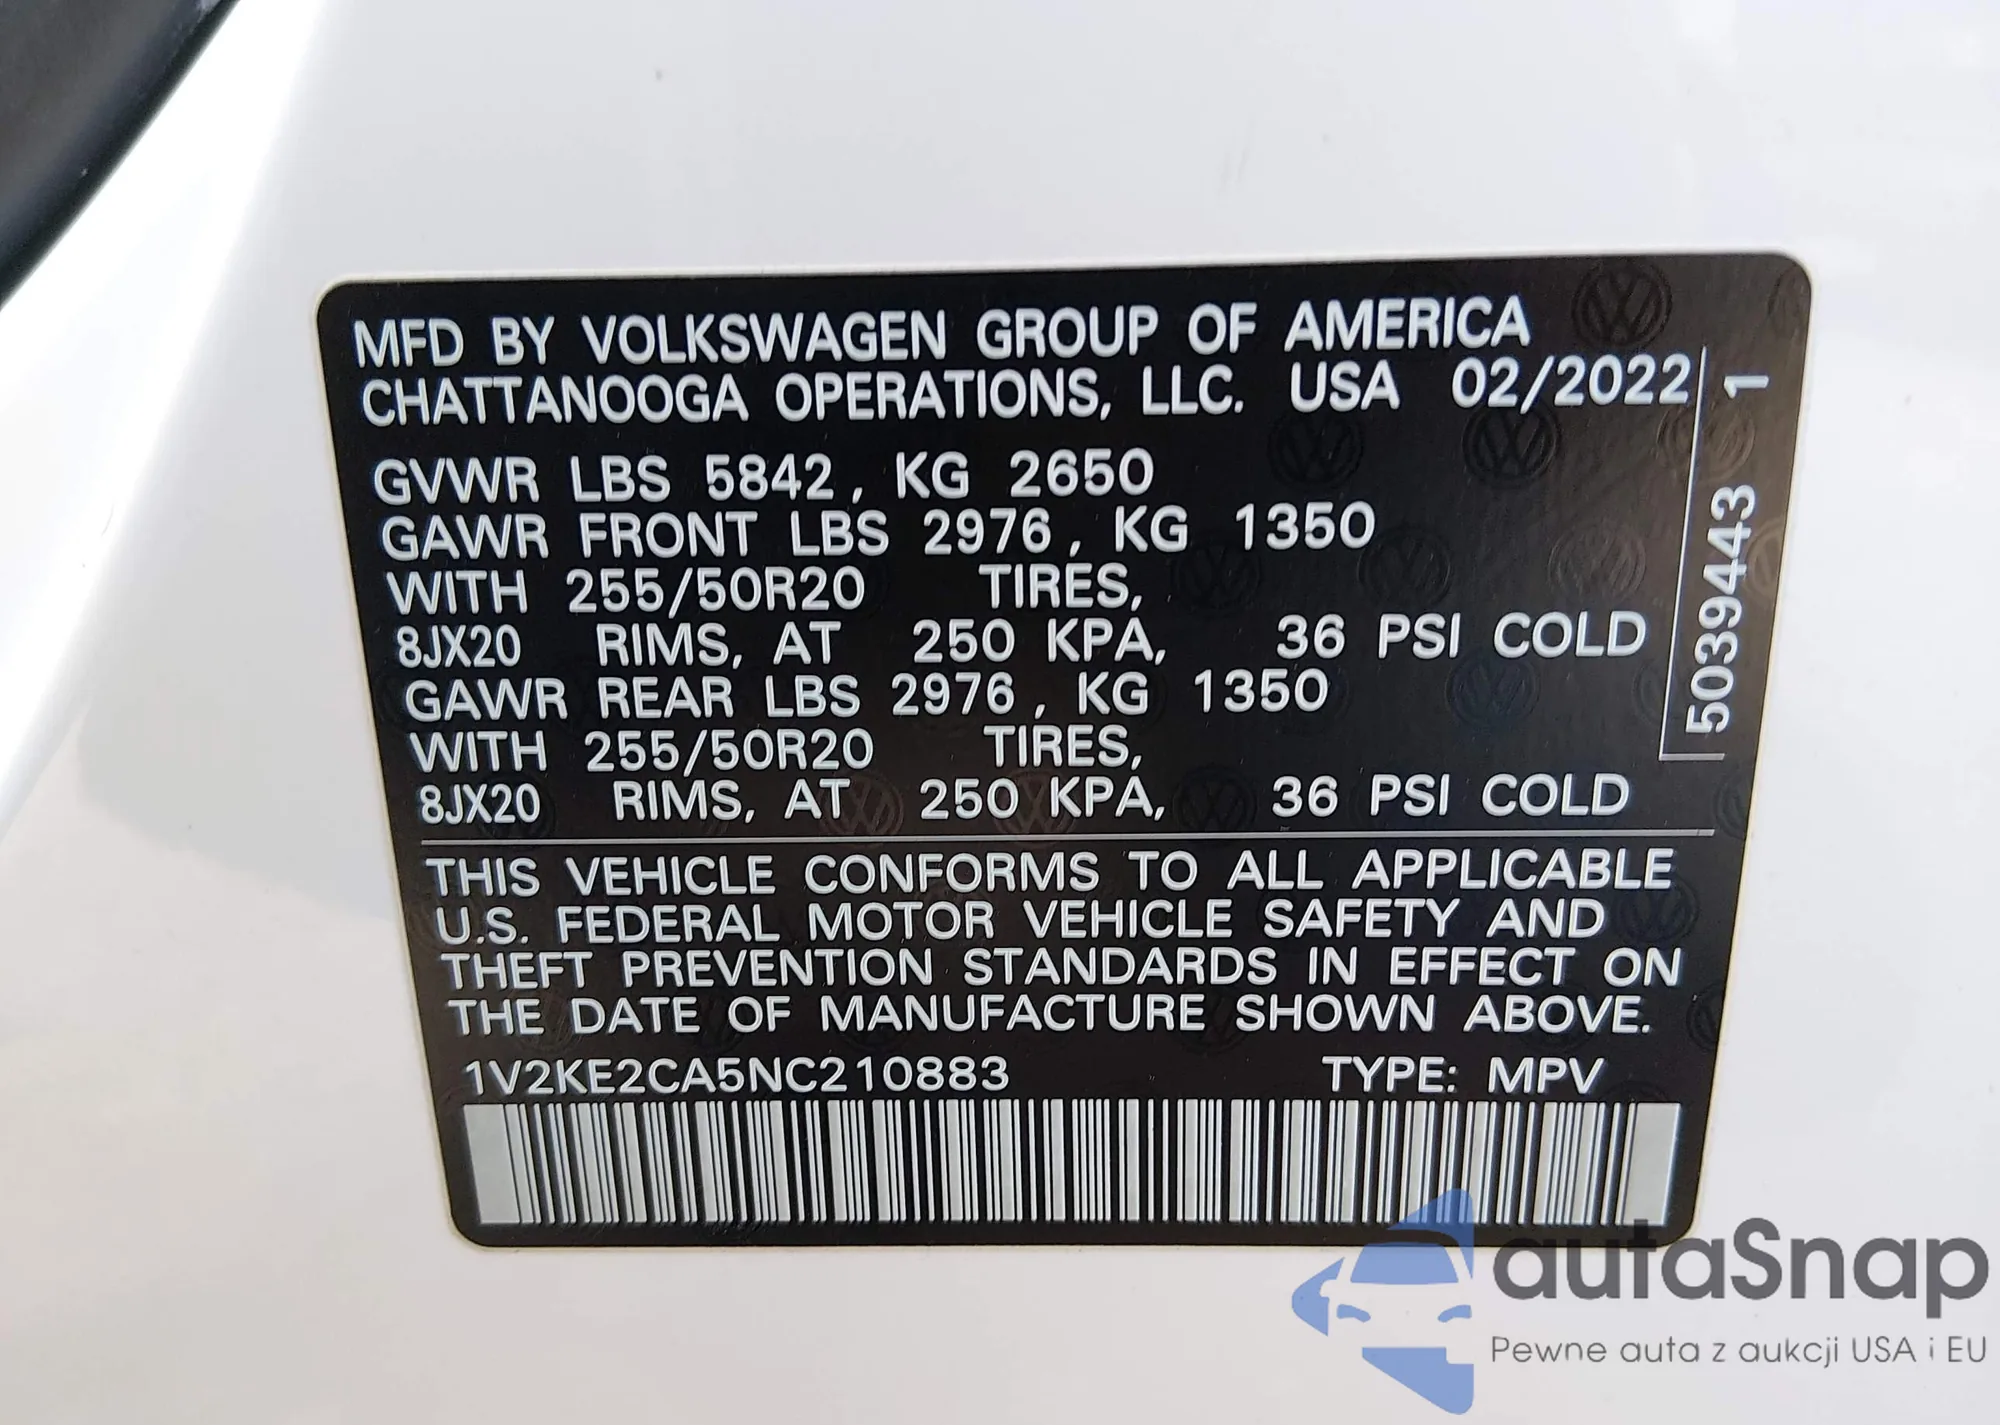 MFD BY VOLKSWAGEN GROUP OF AMERICA
CHATTANOOGA OPERATIONS, LLC. USA 02/2022
GVWR LBS 5842, KG 2650
GAWR FRONT LBS 2976, KG 1350
WITH 255/50R20 TIRES,
8JX20 RIMS, AT 250 KPA, 36 PSI COLD
GAWR REAR LBS 2976, KG 1350
WITH 255/50R20 TIRES,
8JX20 RIMS, AT 250 KPA, 36 PSI COLD
5039443 1
THIS VEHICLE CONFORMS TO ALL APPLICABLE
U.S. FEDERAL MOTOR VEHICLE SAFETY AND
THEFT PREVENTION STANDARDS IN EFFECT ON
THE DATE OF MANUFACTURE SHOWN ABOVE.
1V2KE2CA5NC210883 TYPE: MPV
autaSnap
Pewne auta z aukcji USA i EU